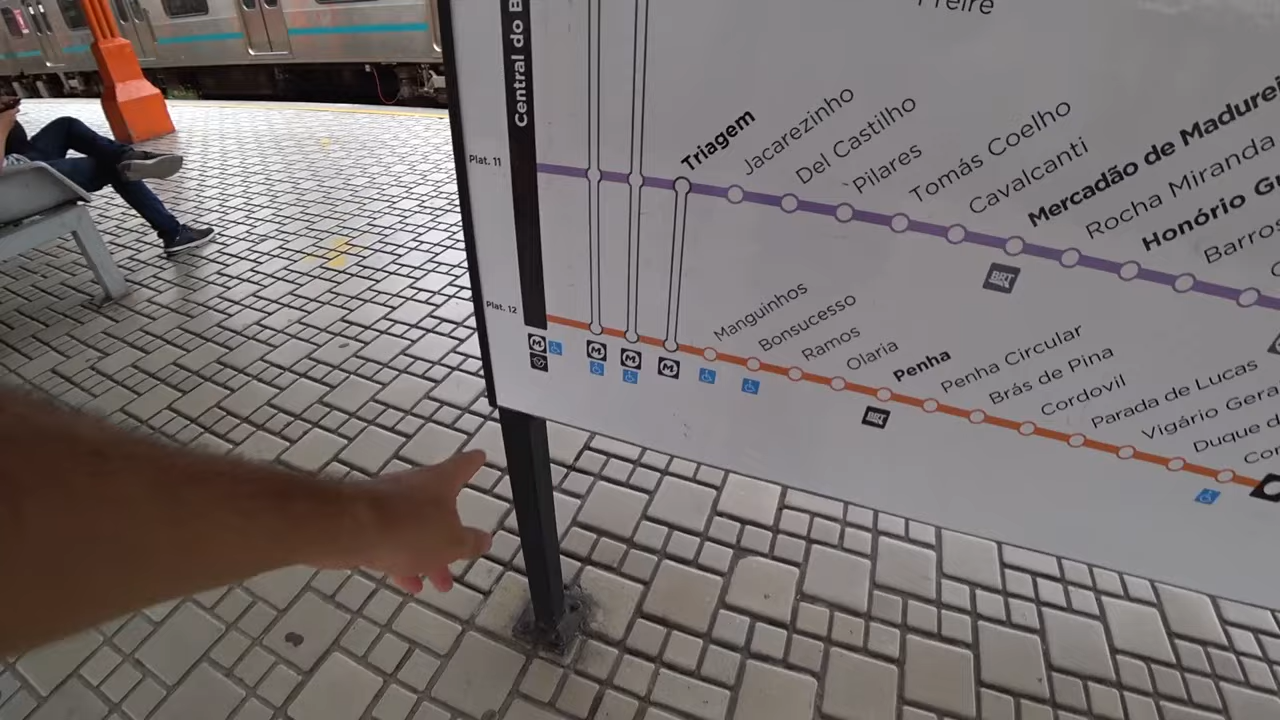 Freire
Central do B
Plat. 11
Triagem
Jacarezinho
Del Castilho
Pilares
Tomás Coelho
Cavalcanti
Mercadão de Madurei
Rocha Miranda
Honório Gu
Barros
BRT
Plat. 12
Manguinhos
Bonsucesso
Ramos
Olaria
Penha
Penha Circular
Brás de Pina
Cordovil
Parada de Lucas
Vigário Gera
Duque d
Cor
M
M
M
M
BRT